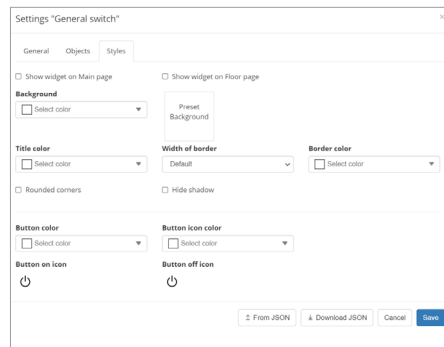 Settings "General switch"
×
General Objects Styles
Show widget on Main page Show widget on Floor page
Background
Select color
Preset
Background
Title color Width of border Border color
Select color Default Select color
Rounded corners Hide shadow
Button color Button icon color
Select color Select color
Button on icon Button off icon
From JSON Download JSON Cancel Save